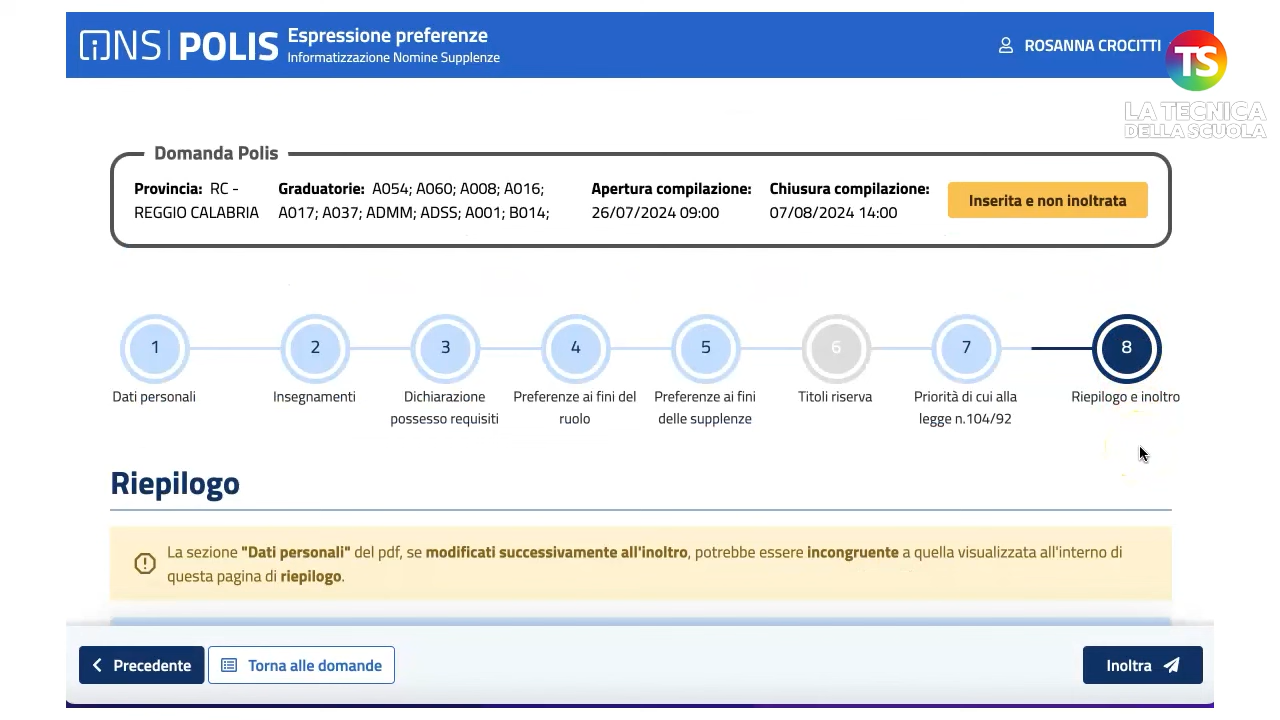 iNS | POLIS
Espressione preferenze
Informatizzazione Nomine Supplenze
ROSANNA CROCITTI
TS
LA TECNICA
DELLA SCUOLA
Domanda Polis
Provincia: RC -
REGGIO CALABRIA
Graduatorie: A054; A060; A008; A016;
A017; A037; ADMM; ADSS; A001; B014;
Apertura compilazione:
26/07/2024 09:00
Chiusura compilazione:
07/08/2024 14:00
Inserita e non inoltrata
1
Dati personali
2
Insegnamenti
3
Dichiarazione
possesso requisiti
4
Preferenze ai fini del
ruolo
5
Preferenze ai fini
delle supplenze
6
Titoli riserva
7
Priorità di cui alla
legge n.104/92
8
Riepilogo e inoltro
Riepilogo
La sezione "Dati personali" del pdf, se modificati successivamente all'inoltro, potrebbe essere incongruente a quella visualizzata all'interno di
questa pagina di riepilogo.
Precedente
Torna alle domande
Inoltra